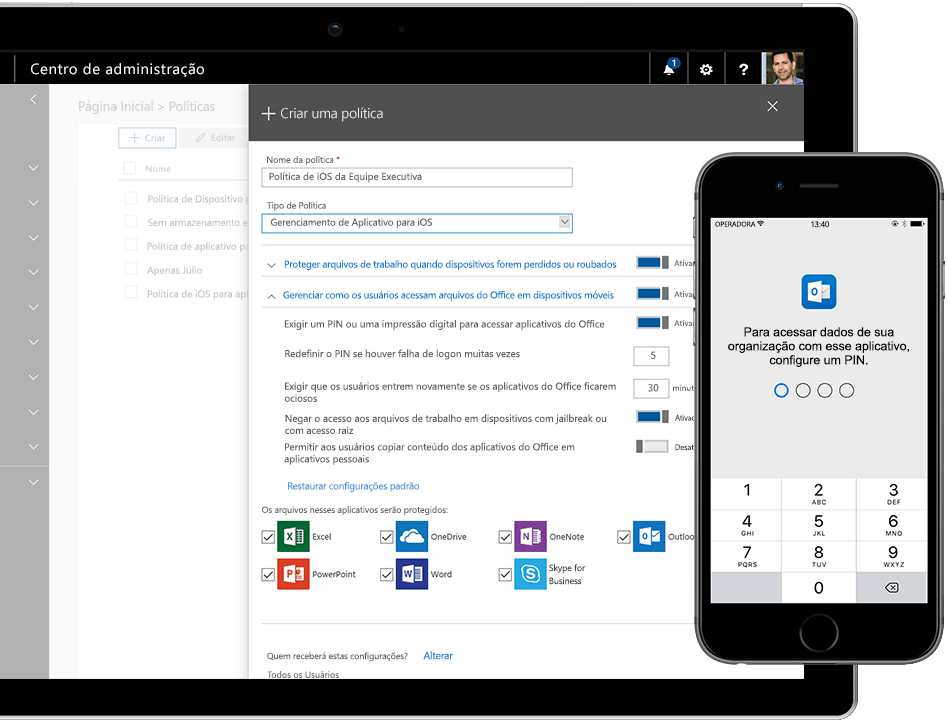 Centro de administração
1
?
Página Inicial > Políticas
Criar
Editar
Nome
Política de Dispositivo
Sem armazenamento e
Política de aplicativo pa
Apenas Júlio
Política de iOS para apl
Criar uma política
Nome da política *
Política de iOS da Equipe Executiva
Tipo de Política
Gerenciamento de Aplicativo para iOS
Proteger arquivos de trabalho quando dispositivos forem perdidos ou roubados
Ativa
Gerenciar como os usuários acessam arquivos do Office em dispositivos móveis
Ativa
Exigir um PIN ou uma impressão digital para acessar aplicativos do Office
Ativa
Redefinir o PIN se houver falha de logon muitas vezes
5
Exigir que os usuários entrem novamente se os aplicativos do Office ficarem
ociosos
30 minut
Negar o acesso aos arquivos de trabalho em dispositivos com jailbreak ou
com acesso raiz
Ativac
Permitir aos usuários copiar conteúdo dos aplicativos do Office em
aplicativos pessoais
Desat
Restaurar configurações padrão
Os arquivos nesses aplicativos serão protegidos:
Excel
OneDrive
OneNote
Outloo
PowerPoint
Word
Skype for
Business
Quem receberá estas configurações? Alterar
Todos os Usuários
OPERADORA 13:40
Para acessar dados de sua
organização com esse aplicativo,
configure um PIN.
1 2 3
ABC DEF
4 5 6
GHI JKL MNO
7 8 9
PQRS TUV WXYZ
0